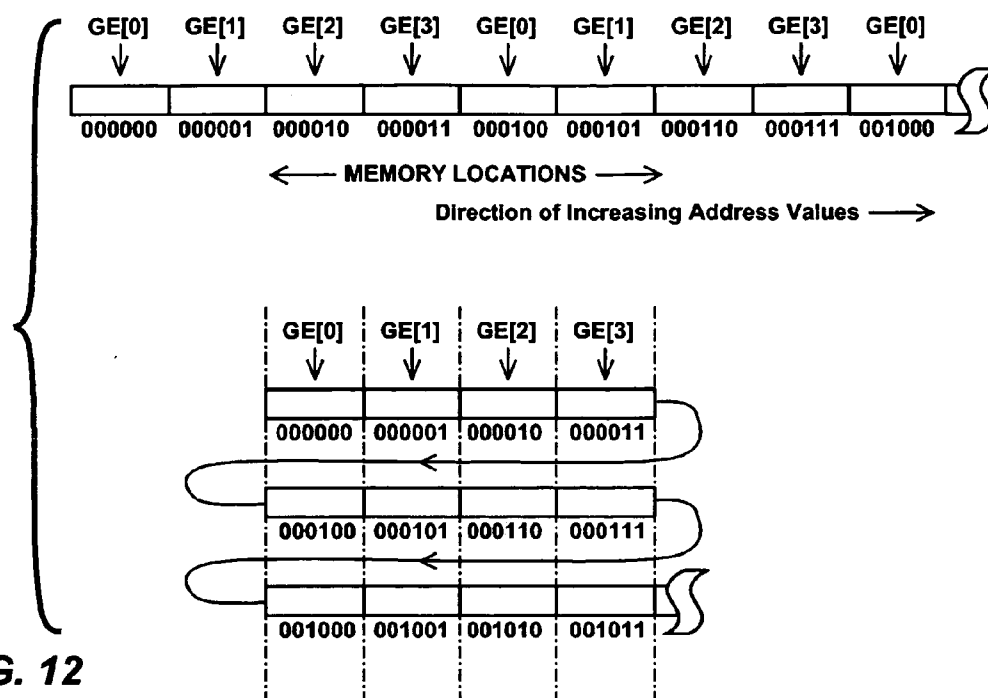 GE[0] GE[1] GE[2] GE[3] GE[0] GE[1] GE[2] GE[3] GE[0]
000000 000001 000010 000011 000100 000101 000110 000111 001000
MEMORY LOCATIONS
Direction of Increasing Address Values
GE[0] GE[1] GE[2] GE[3]
000000 000001 000010 000011
000100 000101 000110 000111
001000 001001 001010 001011
G. 12